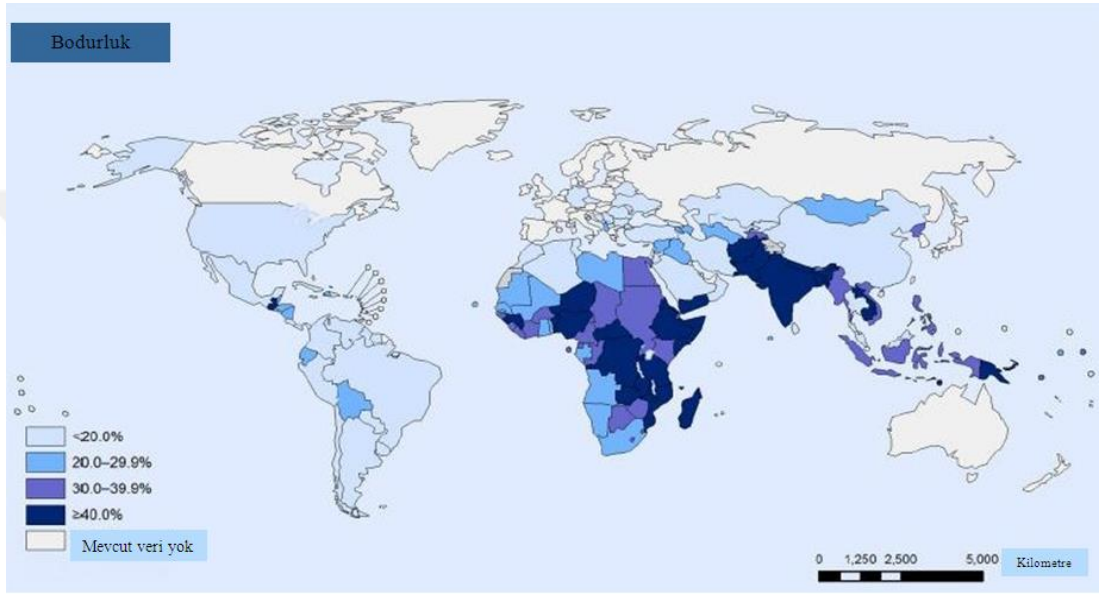 Bodurluk
<20.0%
20.0–29.9%
30.0–39.9%
≥40.0%
Mevcut veri yok
0 1,250 2,500 5,000 Kilometre